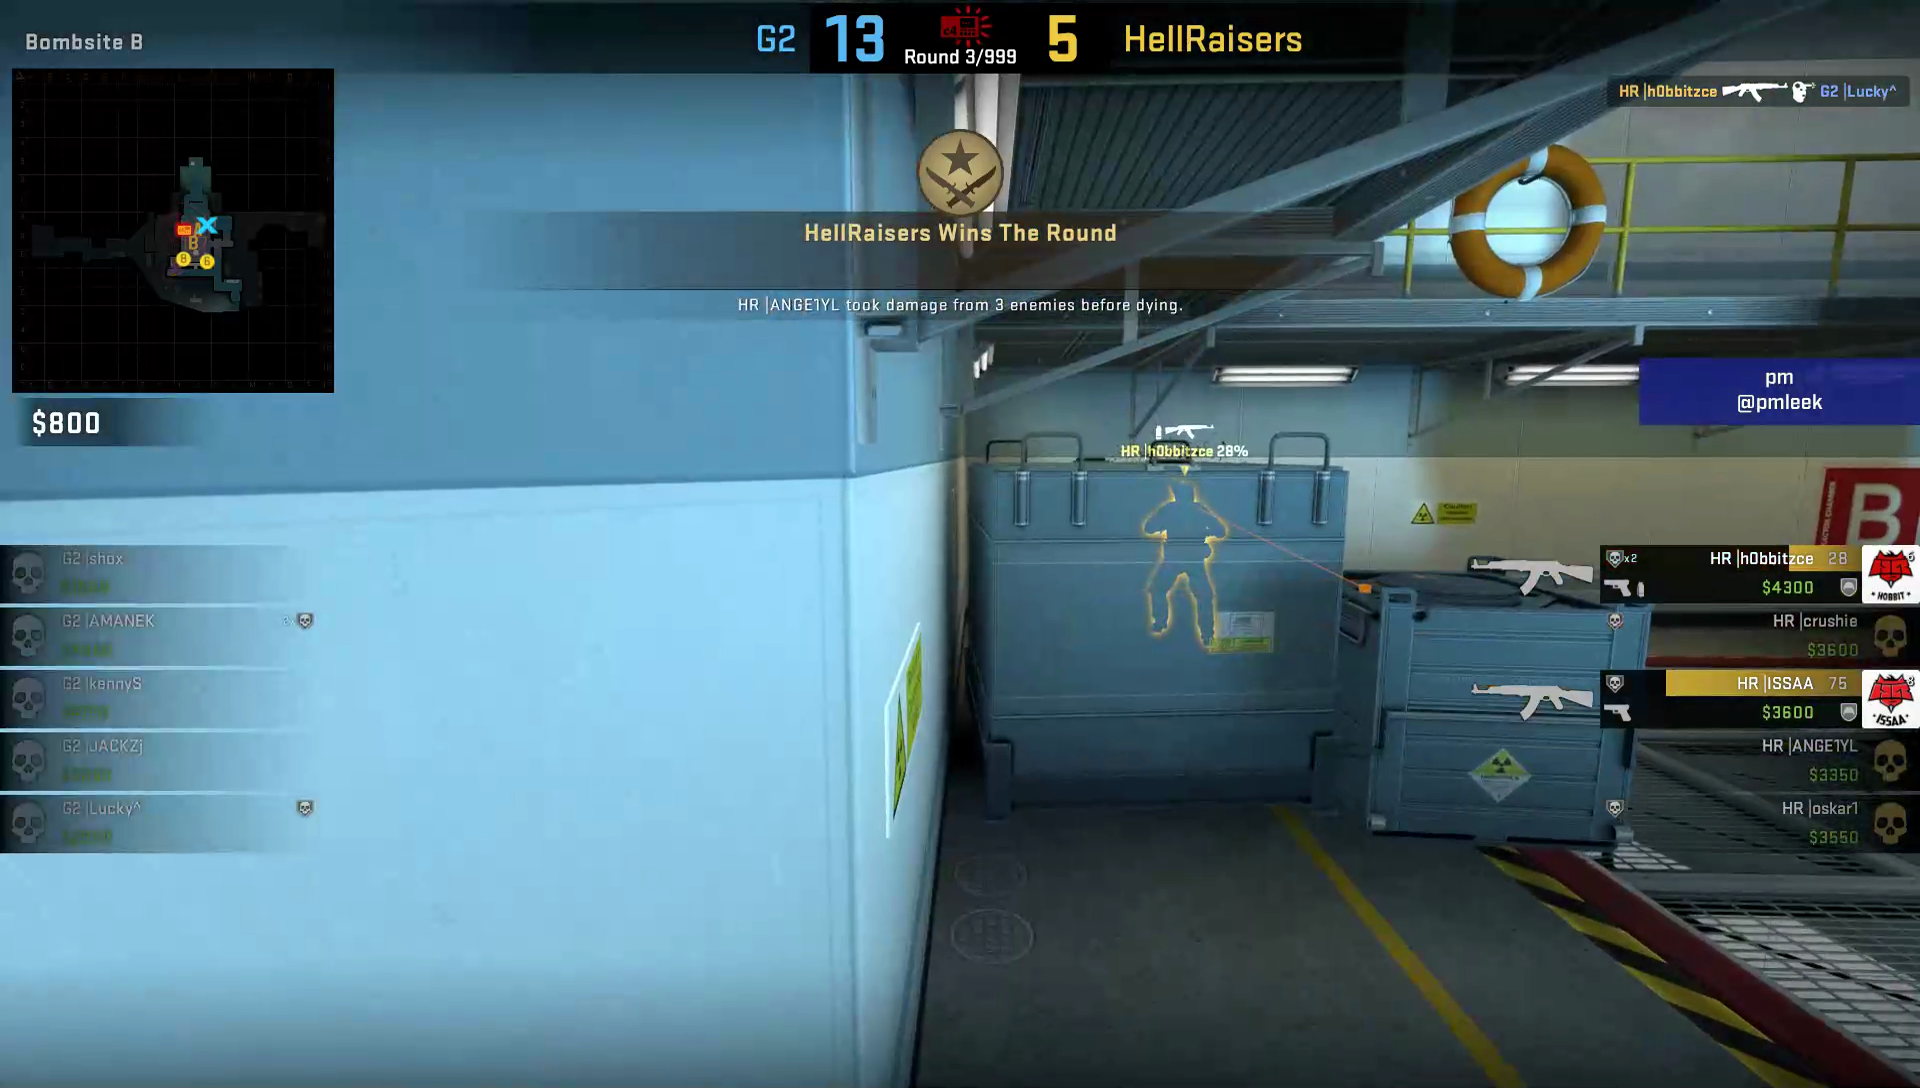 Bombsite B
G2 13 5 HellRaisers
Round 3/999
HR |h0bbitzce G2 |Lucky^
HellRaisers Wins The Round
HR |ANGE1YL took damage from 3 enemies before dying.
pm
@pmleek
$800
HR |h0bbitzce 28%
B
G2 |shox
G2 |AMANEK
G2 |kennyS
G2 |JACKZj
G2 |Lucky^
x2 HR |h0bbitzce 28
$4300
HOBBIT
HR |crushie
$3600
HR |ISSAA 75
$3600
ISSAA
HR |ANGE1YL
$3350
HR |oskar1
$3550